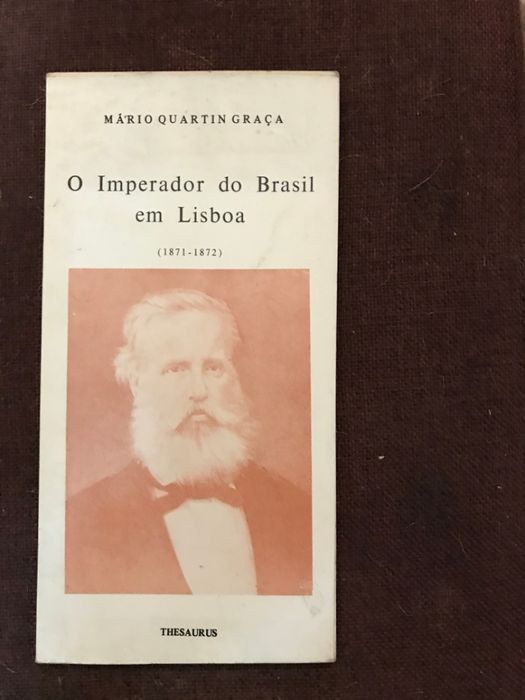 MÁRIO QUARTIN GRAÇA
O Imperador do Brasil
em Lisboa
(1871-1872)
THESAURUS